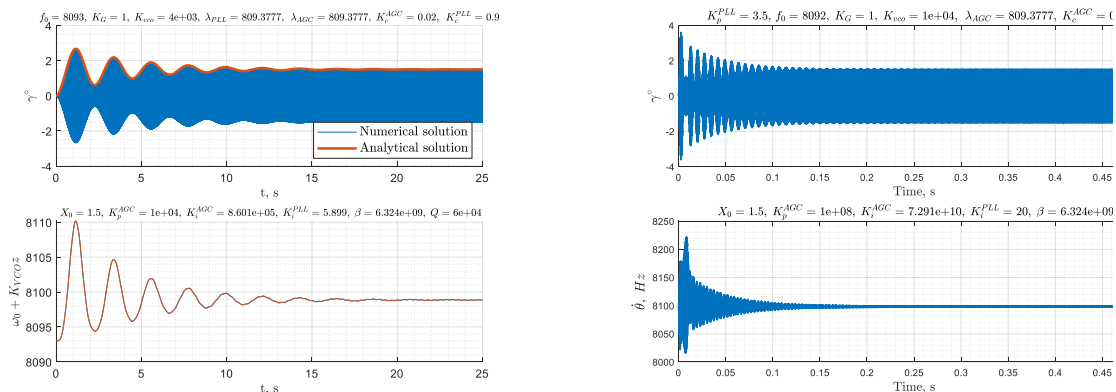 f₀ = 8093, K_G = 1, K_vco = 4e+03, λ_PLL = 809.3777, λ_AGC = 809.3777, K_c^AGC = 0.02, K_c^PLL = 0.9
4
2
0
-2
-4
γ°
Numerical solution
Analytical solution
0 5 10 15 20 25
t, s
X₀ = 1.5, K_p^AGC = 1e+04, K_i^AGC = 8.601e+05, K_i^PLL = 5.899, β = 6.324e+09, Q = 6e+04
8110
8105
8100
8095
8090
ω₀ + K_VCO z
0 5 10 15 20 25
t, s
K_p^PLL = 3.5, f₀ = 8092, K_G = 1, K_vco = 1e+04, λ_AGC = 809.3777, K_c^AGC = 0
4
2
0
-2
-4
γ°
0 0.05 0.1 0.15 0.2 0.25 0.3 0.35 0.4 0.45
Time, s
X₀ = 1.5, K_p^AGC = 1e+08, K_i^AGC = 7.291e+10, K_i^PLL = 20, β = 6.324e+09
8250
8200
8150
8100
8050
8000
θ̇, Hz
0 0.05 0.1 0.15 0.2 0.25 0.3 0.35 0.4 0.45
Time, s